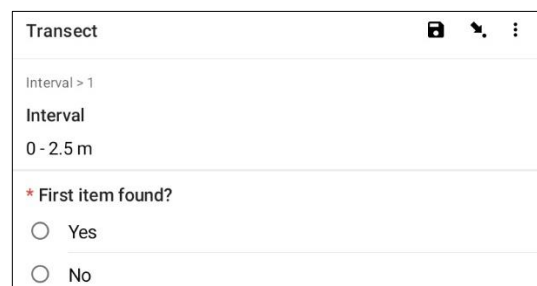 Transect
Interval > 1
Interval
0 - 2.5 m
* First item found?
Yes
No